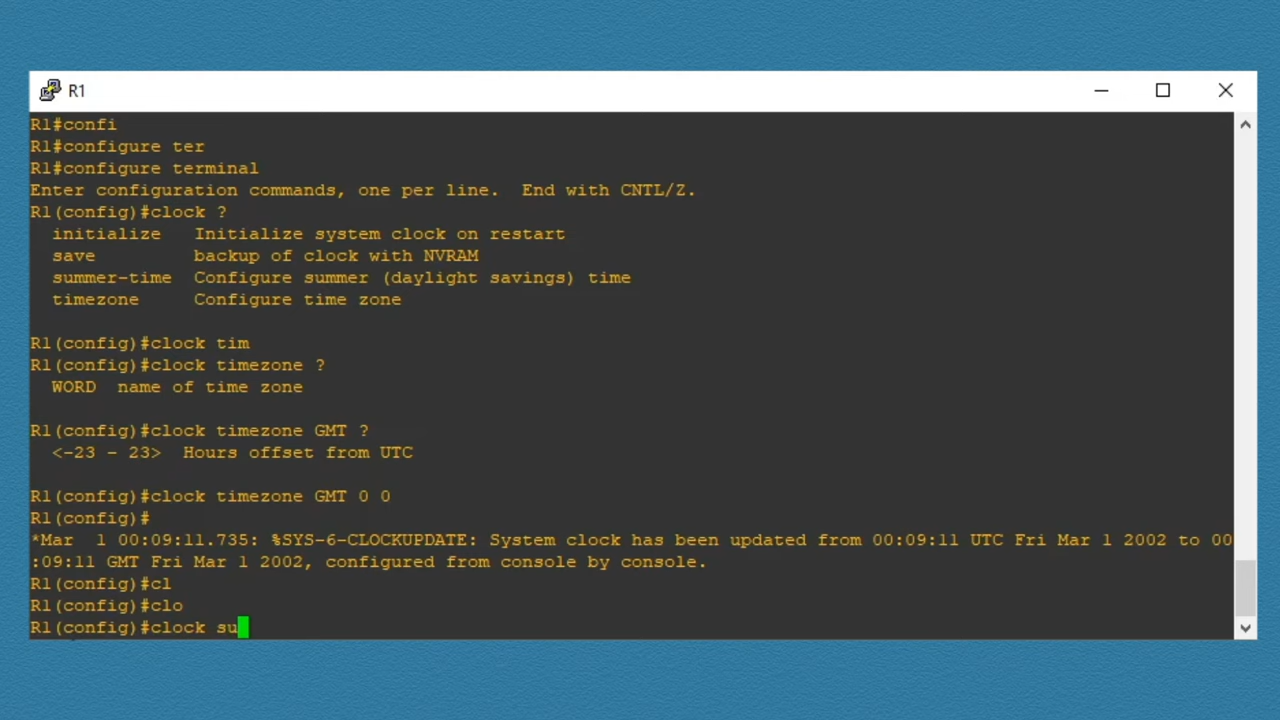 R1
R1#confi
R1#configure ter
R1#configure terminal
Enter configuration commands, one per line.  End with CNTL/Z.
R1(config)#clock ?
  initialize   Initialize system clock on restart
  save         backup of clock with NVRAM
  summer-time  Configure summer (daylight savings) time
  timezone     Configure time zone
R1(config)#clock tim
R1(config)#clock timezone ?
  WORD  name of time zone
R1(config)#clock timezone GMT ?
  <-23 - 23>  Hours offset from UTC
R1(config)#clock timezone GMT 0 0
R1(config)#
*Mar  1 00:09:11.735: %SYS-6-CLOCKUPDATE: System clock has been updated from 00:09:11 UTC Fri Mar 1 2002 to 00
:09:11 GMT Fri Mar 1 2002, configured from console by console.
R1(config)#cl
R1(config)#clo
R1(config)#clock su